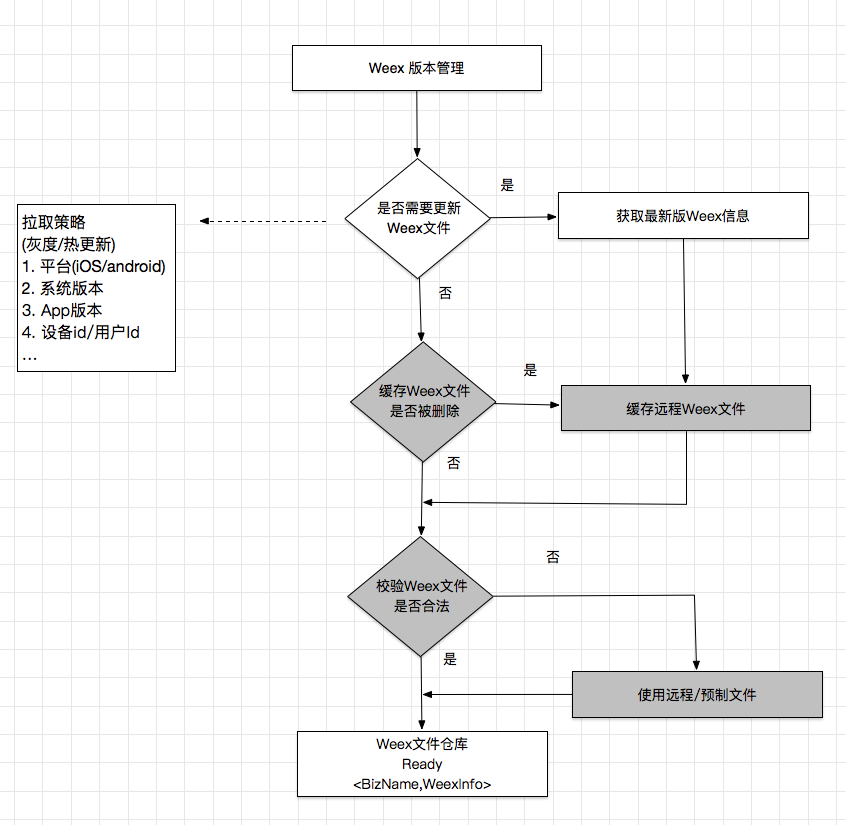 Weex 版本管理
是否需要更新
Weex文件
是
获取最新版Weex信息
拉取策略
(灰度/热更新)
1. 平台(iOS/android)
2. 系统版本
3. App版本
4. 设备id/用户Id
...
否
缓存Weex文件
是否被删除
是
缓存远程Weex文件
否
校验Weex文件
是否合法
否
是
使用远程/预制文件
Weex文件仓库
Ready
<BizName,WeexInfo>